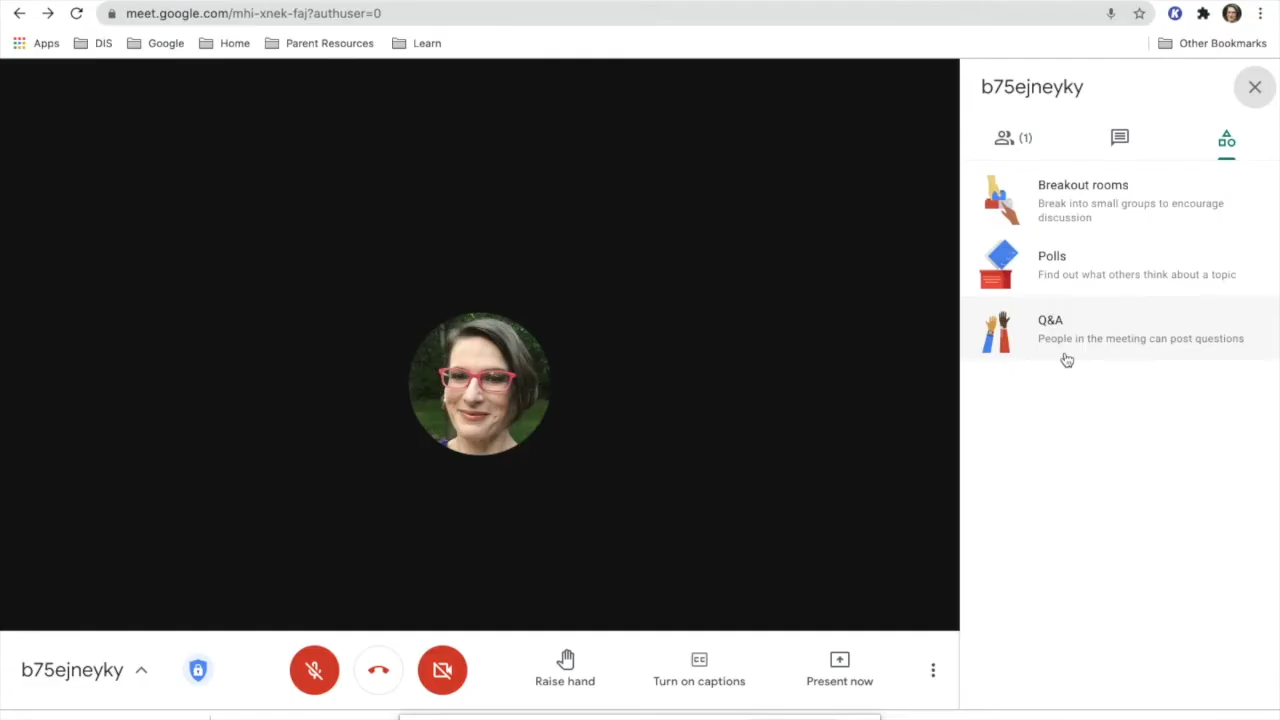 meet.google.com/mhi-xnek-faj?authuser=0
Apps DIS Google Home Parent Resources Learn Other Bookmarks
b75ejneyky
(1)
Breakout rooms
Break into small groups to encourage
discussion
Polls
Find out what others think about a topic
Q&A
People in the meeting can post questions
b75ejneyky
Raise hand
CC
Turn on captions
Present now
K